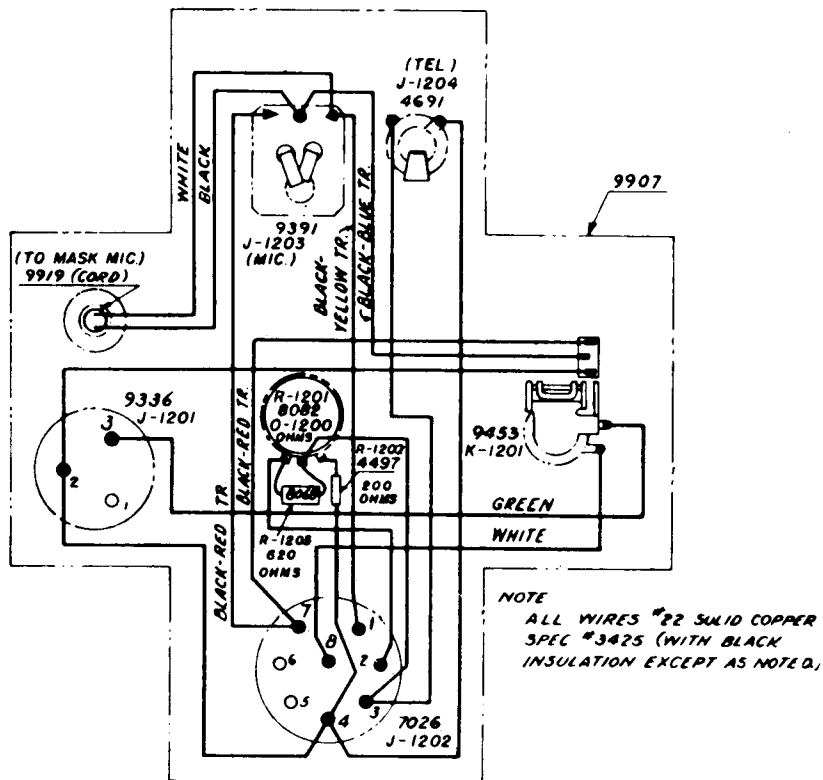 (TEL)
J-1204
4691
9907
WHITE
BLACK
9391
J-1203
(MIC.)
(TO MASK MIC.)
9919 (CORD)
BLACK-
YELLOW TR.
BLACK-BLUE TR.
9336
J-1201
3
2
1
R-1201
8082
0-1200
OHMS
9453
K-1201
BLACK-RED TR.
R-1202
4497
200
OHMS
8068
R-1205
620
OHMS
GREEN
WHITE
BLACK-RED TR.
7
1
8
6
2
5
3
4
7026
J-1202
NOTE
ALL WIRES #22 SOLID COPPER
SPEC #3425 (WITH BLACK
INSULATION EXCEPT AS NOTED.)